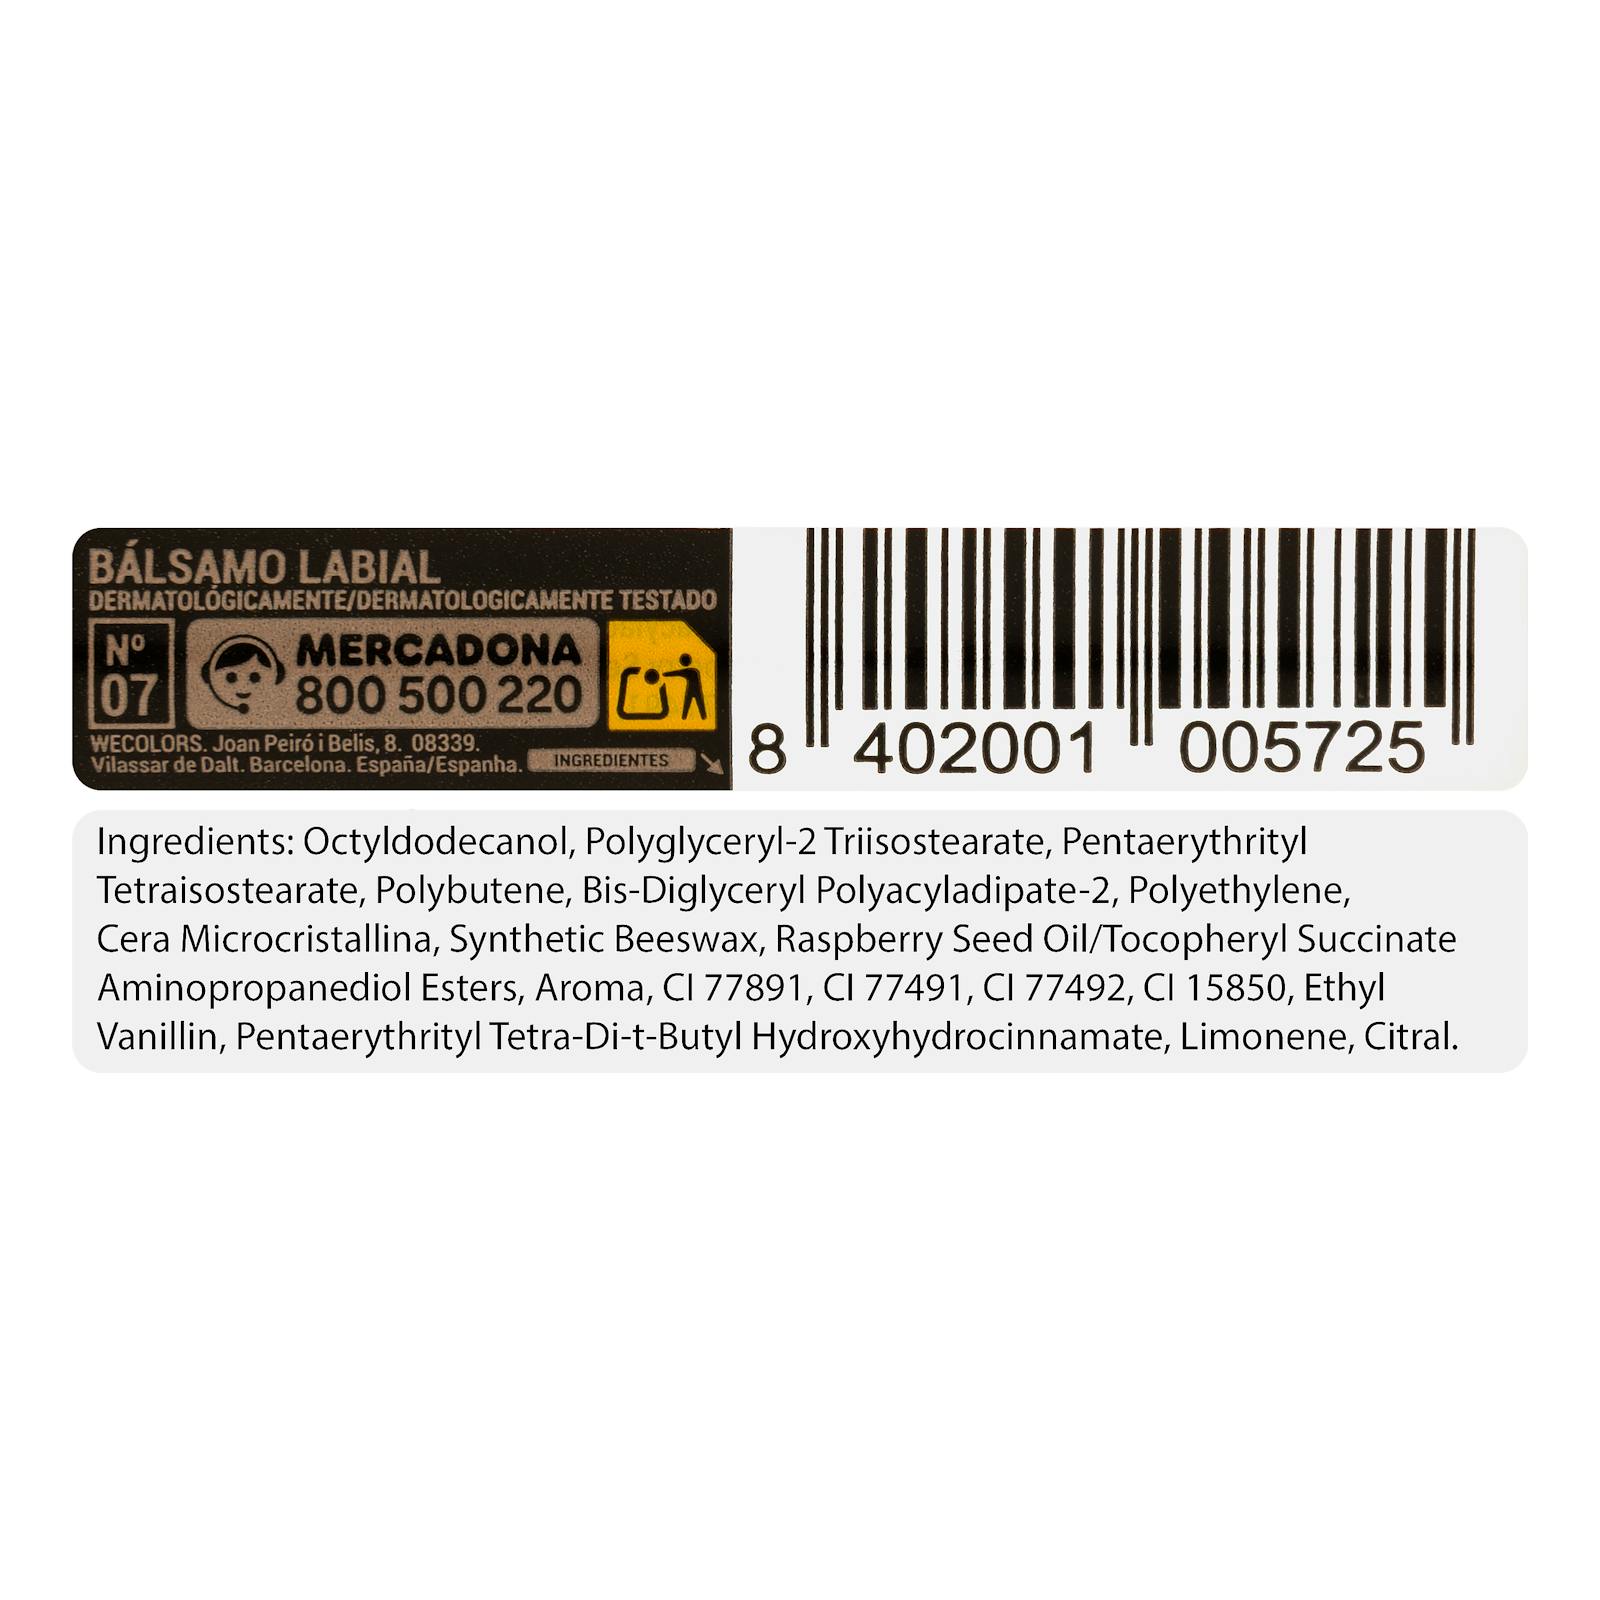 BÁLSAMO LABIAL
DERMATOLÓGICAMENTE/DERMATOLOGICAMENTE TESTADO
Nº
07
MERCADONA
800 500 220
WECOLORS. Joan Peiró i Belis, 8. 08339.
Vilassar de Dalt. Barcelona. España/Espanha.
INGREDIENTES
8 402001 005725
Ingredients: Octyldodecanol, Polyglyceryl-2 Triisostearate, Pentaerythrityl
Tetraisostearate, Polybutene, Bis-Diglyceryl Polyacyladipate-2, Polyethylene,
Cera Microcristallina, Synthetic Beeswax, Raspberry Seed Oil/Tocopheryl Succinate
Aminopropanediol Esters, Aroma, CI 77891, CI 77491, CI 77492, CI 15850, Ethyl
Vanillin, Pentaerythrityl Tetra-Di-t-Butyl Hydroxyhydrocinnamate, Limonene, Citral.